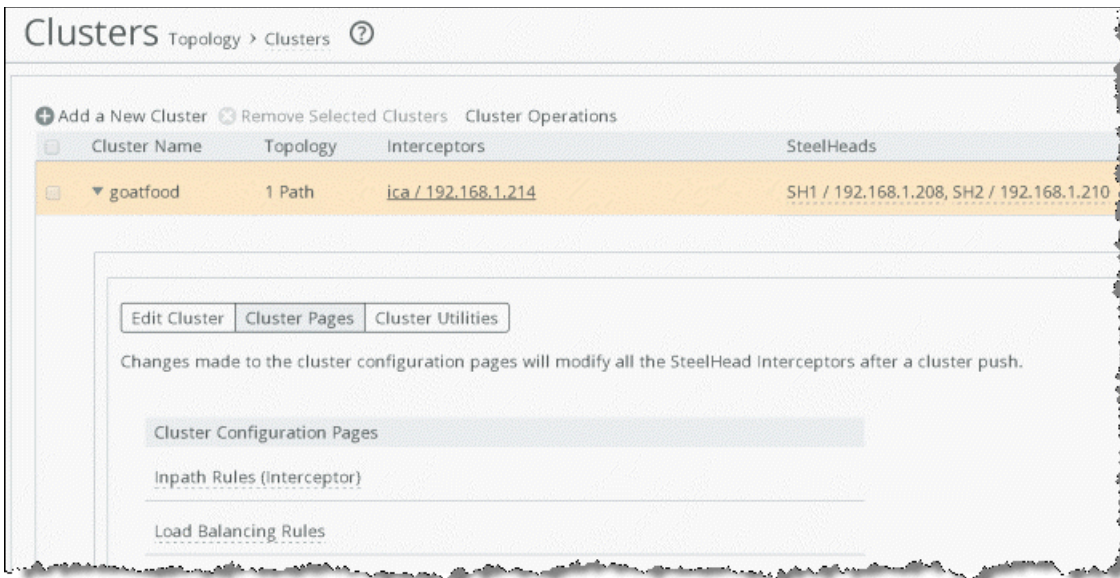 Clusters Topology › Clusters ?
Add a New Cluster Remove Selected Clusters Cluster Operations
Cluster Name Topology Interceptors SteelHeads
goatfood 1 Path ica / 192.168.1.214 SH1 / 192.168.1.208, SH2 / 192.168.1.210
Edit Cluster Cluster Pages Cluster Utilities
Changes made to the cluster configuration pages will modify all the SteelHead Interceptors after a cluster push.
Cluster Configuration Pages
Inpath Rules (Interceptor)
Load Balancing Rules